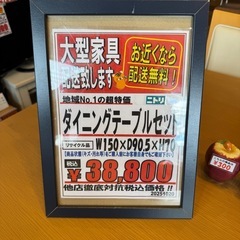 大型家具
配送致します
お近くなら
配送無料!
地域No.1の超特価
ニトリ
ダイニングテーブルセット
リサイクル品
W150×D90.5×H70
税込
¥38,800
他店徹底対抗税込価格!!